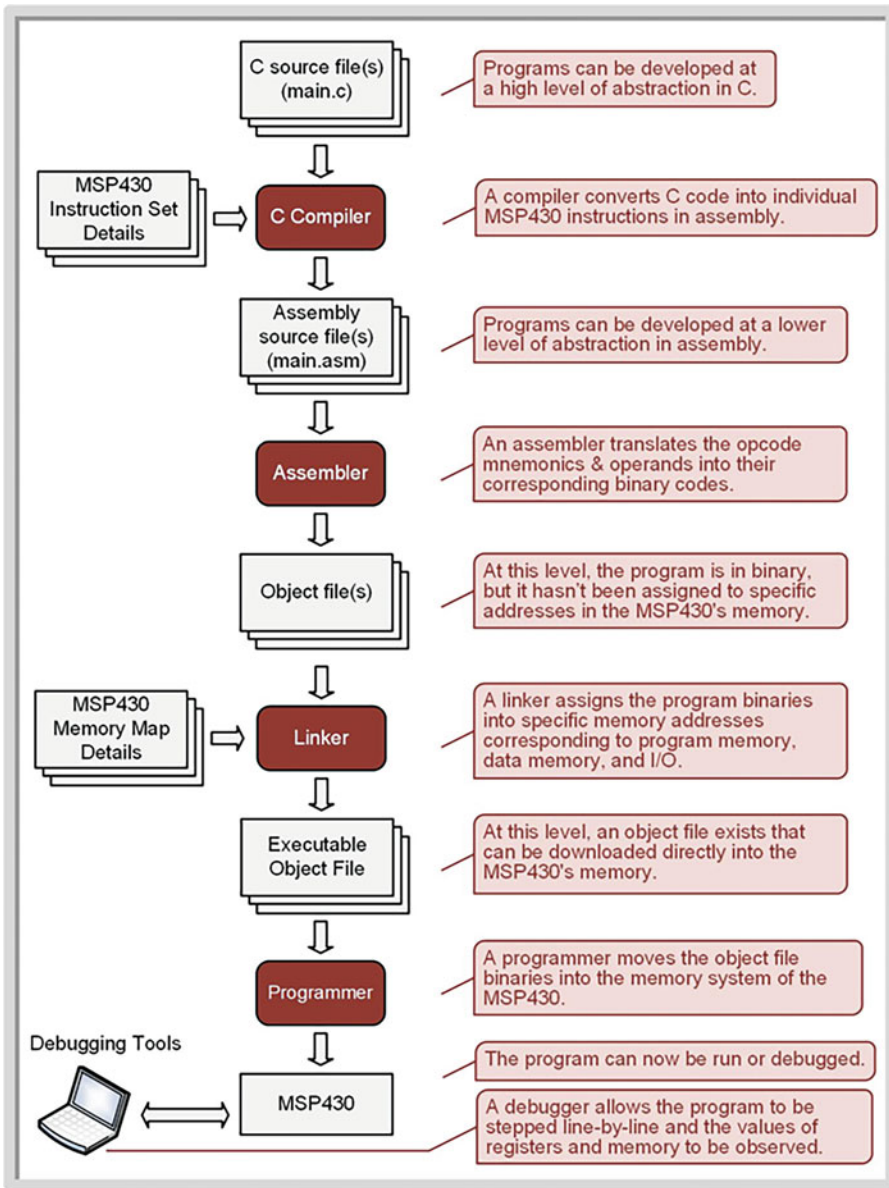 C source file(s)
(main.c)
Programs can be developed at
a high level of abstraction in C.
MSP430
Instruction Set
Details
C Compiler
A compiler converts C code into individual
MSP430 instructions in assembly.
Assembly
source file(s)
(main.asm)
Programs can be developed at a lower
level of abstraction in assembly.
Assembler
An assembler translates the opcode
mnemonics & operands into their
corresponding binary codes.
Object file(s)
At this level, the program is in binary,
but it hasn't been assigned to specific
addresses in the MSP430's memory.
MSP430
Memory Map
Details
Linker
A linker assigns the program binaries
into specific memory addresses
corresponding to program memory,
data memory, and I/O.
Executable
Object File
At this level, an object file exists that
can be downloaded directly into the
MSP430's memory.
Programmer
A programmer moves the object file
binaries into the memory system of the
MSP430.
Debugging Tools
MSP430
The program can now be run or debugged.
A debugger allows the program to be
stepped line-by-line and the values of
registers and memory to be observed.